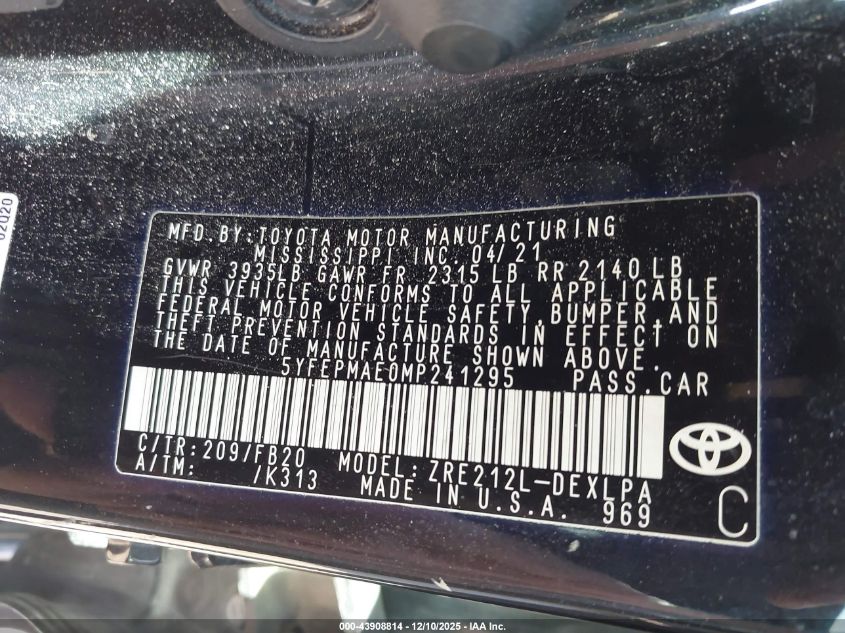 02Q20
MFD.BY:TOYOTA MOTOR MANUFACTURING
MISSISSIPPI INC. 04/21
GVWR 3935LB GAWR FR 2315 LB RR 2140 LB
THIS VEHICLE CONFORMS TO ALL APPLICABLE
FEDERAL MOTOR VEHICLE SAFETY,BUMPER,AND
THEFT PREVENTION STANDARDS IN EFFECT ON
THE DATE OF MANUFACTURE SHOWN ABOVE.
5YFEPMAE0MP241295 PASS.CAR
C/TR:209/FB20 MODEL:ZRE212L-DEXLPA
A/TM: /K313 MADE IN U.S.A. 969
C
000-43908814 - 12/10/2025 - IAA Inc.